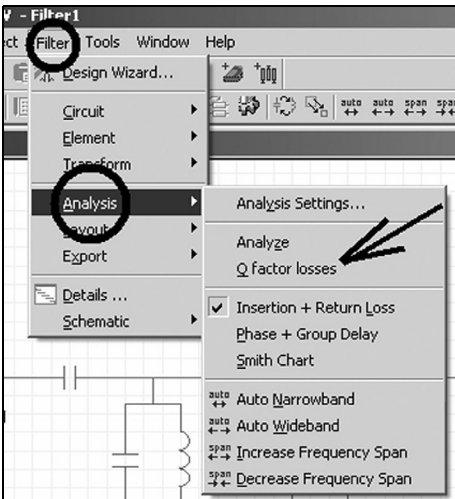 V - Filter1
ect Filter Tools Window Help
Design Wizard...
Circuit
Element
Transform
Analysis
Layout
Export
Details ...
Schematic
auto auto span spa
Analysis Settings...
Analyze
Q factor losses
Insertion + Return Loss
Phase + Group Delay
Smith Chart
auto Auto Narrowband
auto Auto Wideband
span Increase Frequency Span
span Decrease Frequency Span